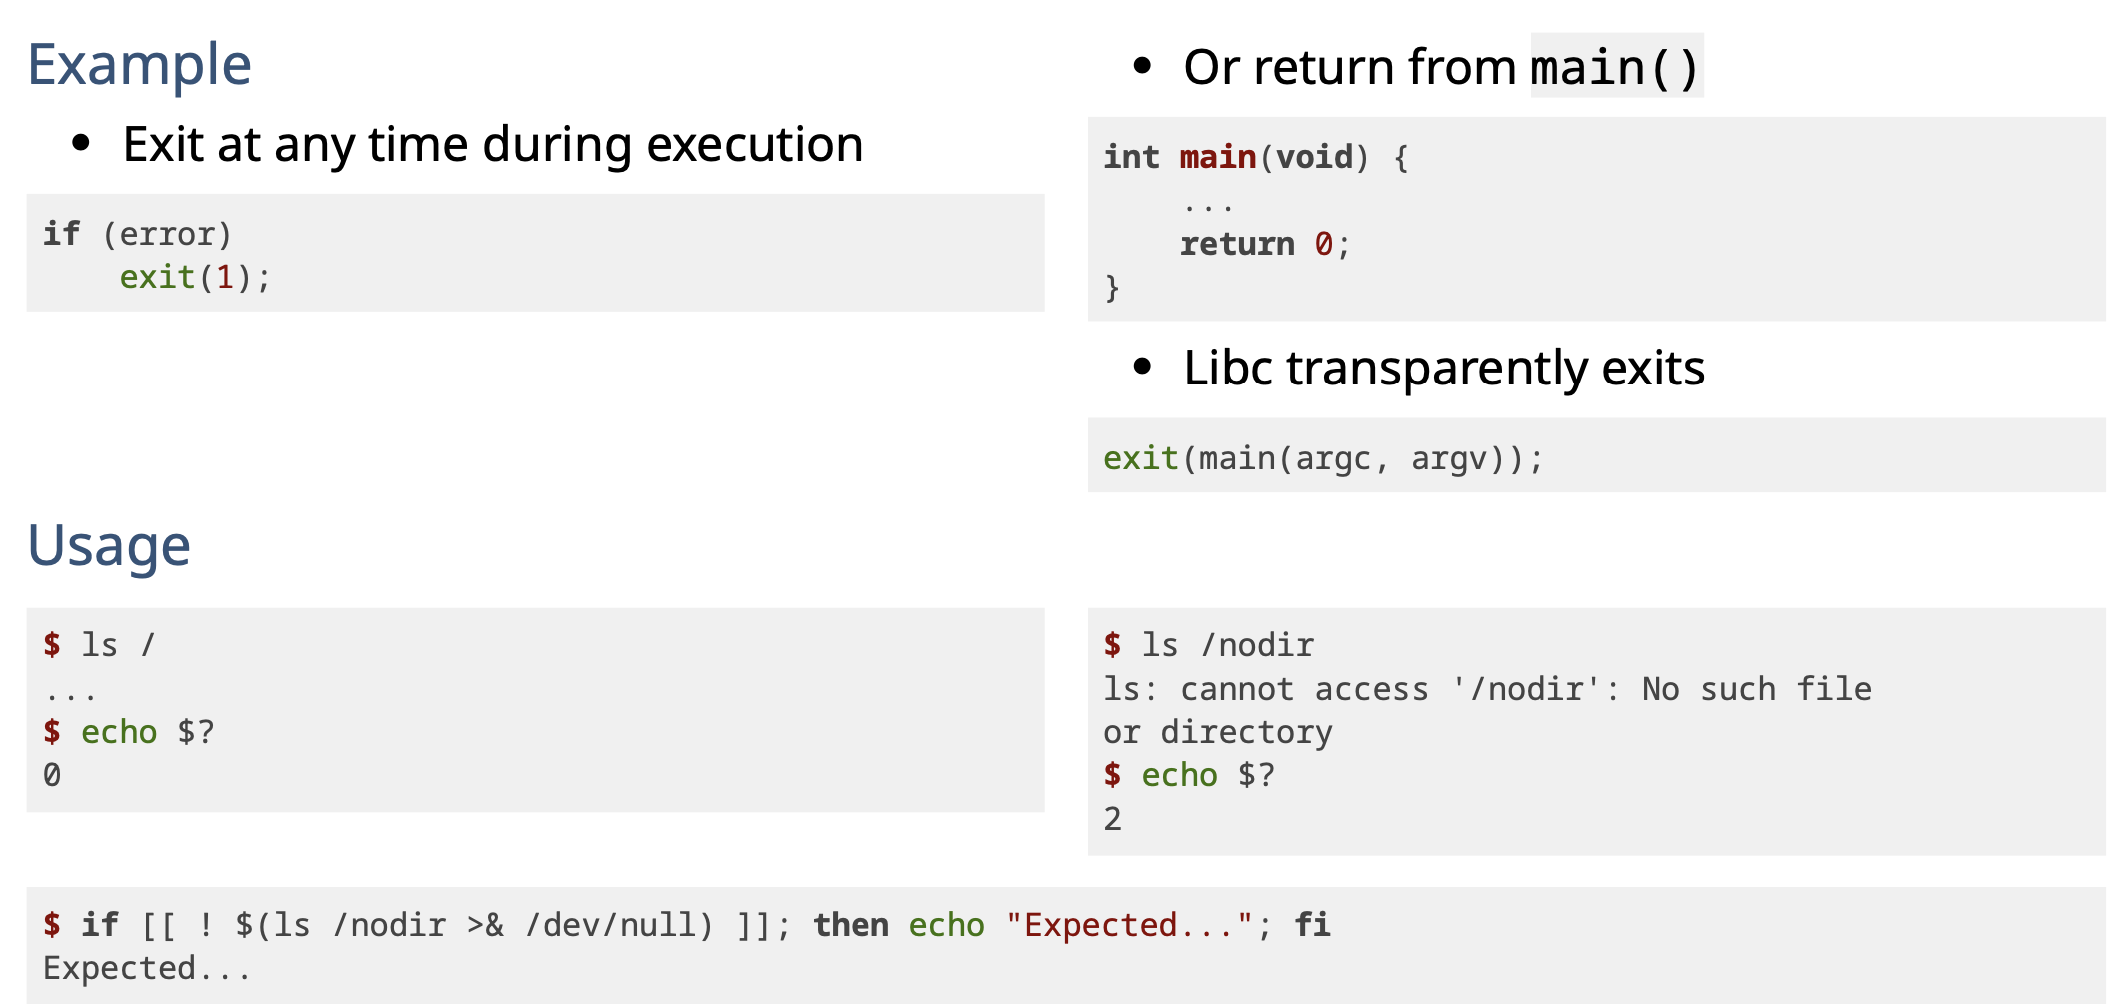 Example
• Exit at any time during execution
if (error)
    exit(1);
• Or return from main()
int main(void) {
    ...
    return 0;
}
• Libc transparently exits
exit(main(argc, argv));
Usage
$ ls /
...
$ echo $?
0
$ ls /nodir
ls: cannot access '/nodir': No such file
or directory
$ echo $?
2
$ if [[ ! $(ls /nodir >& /dev/null) ]]; then echo "Expected..."; fi
Expected...